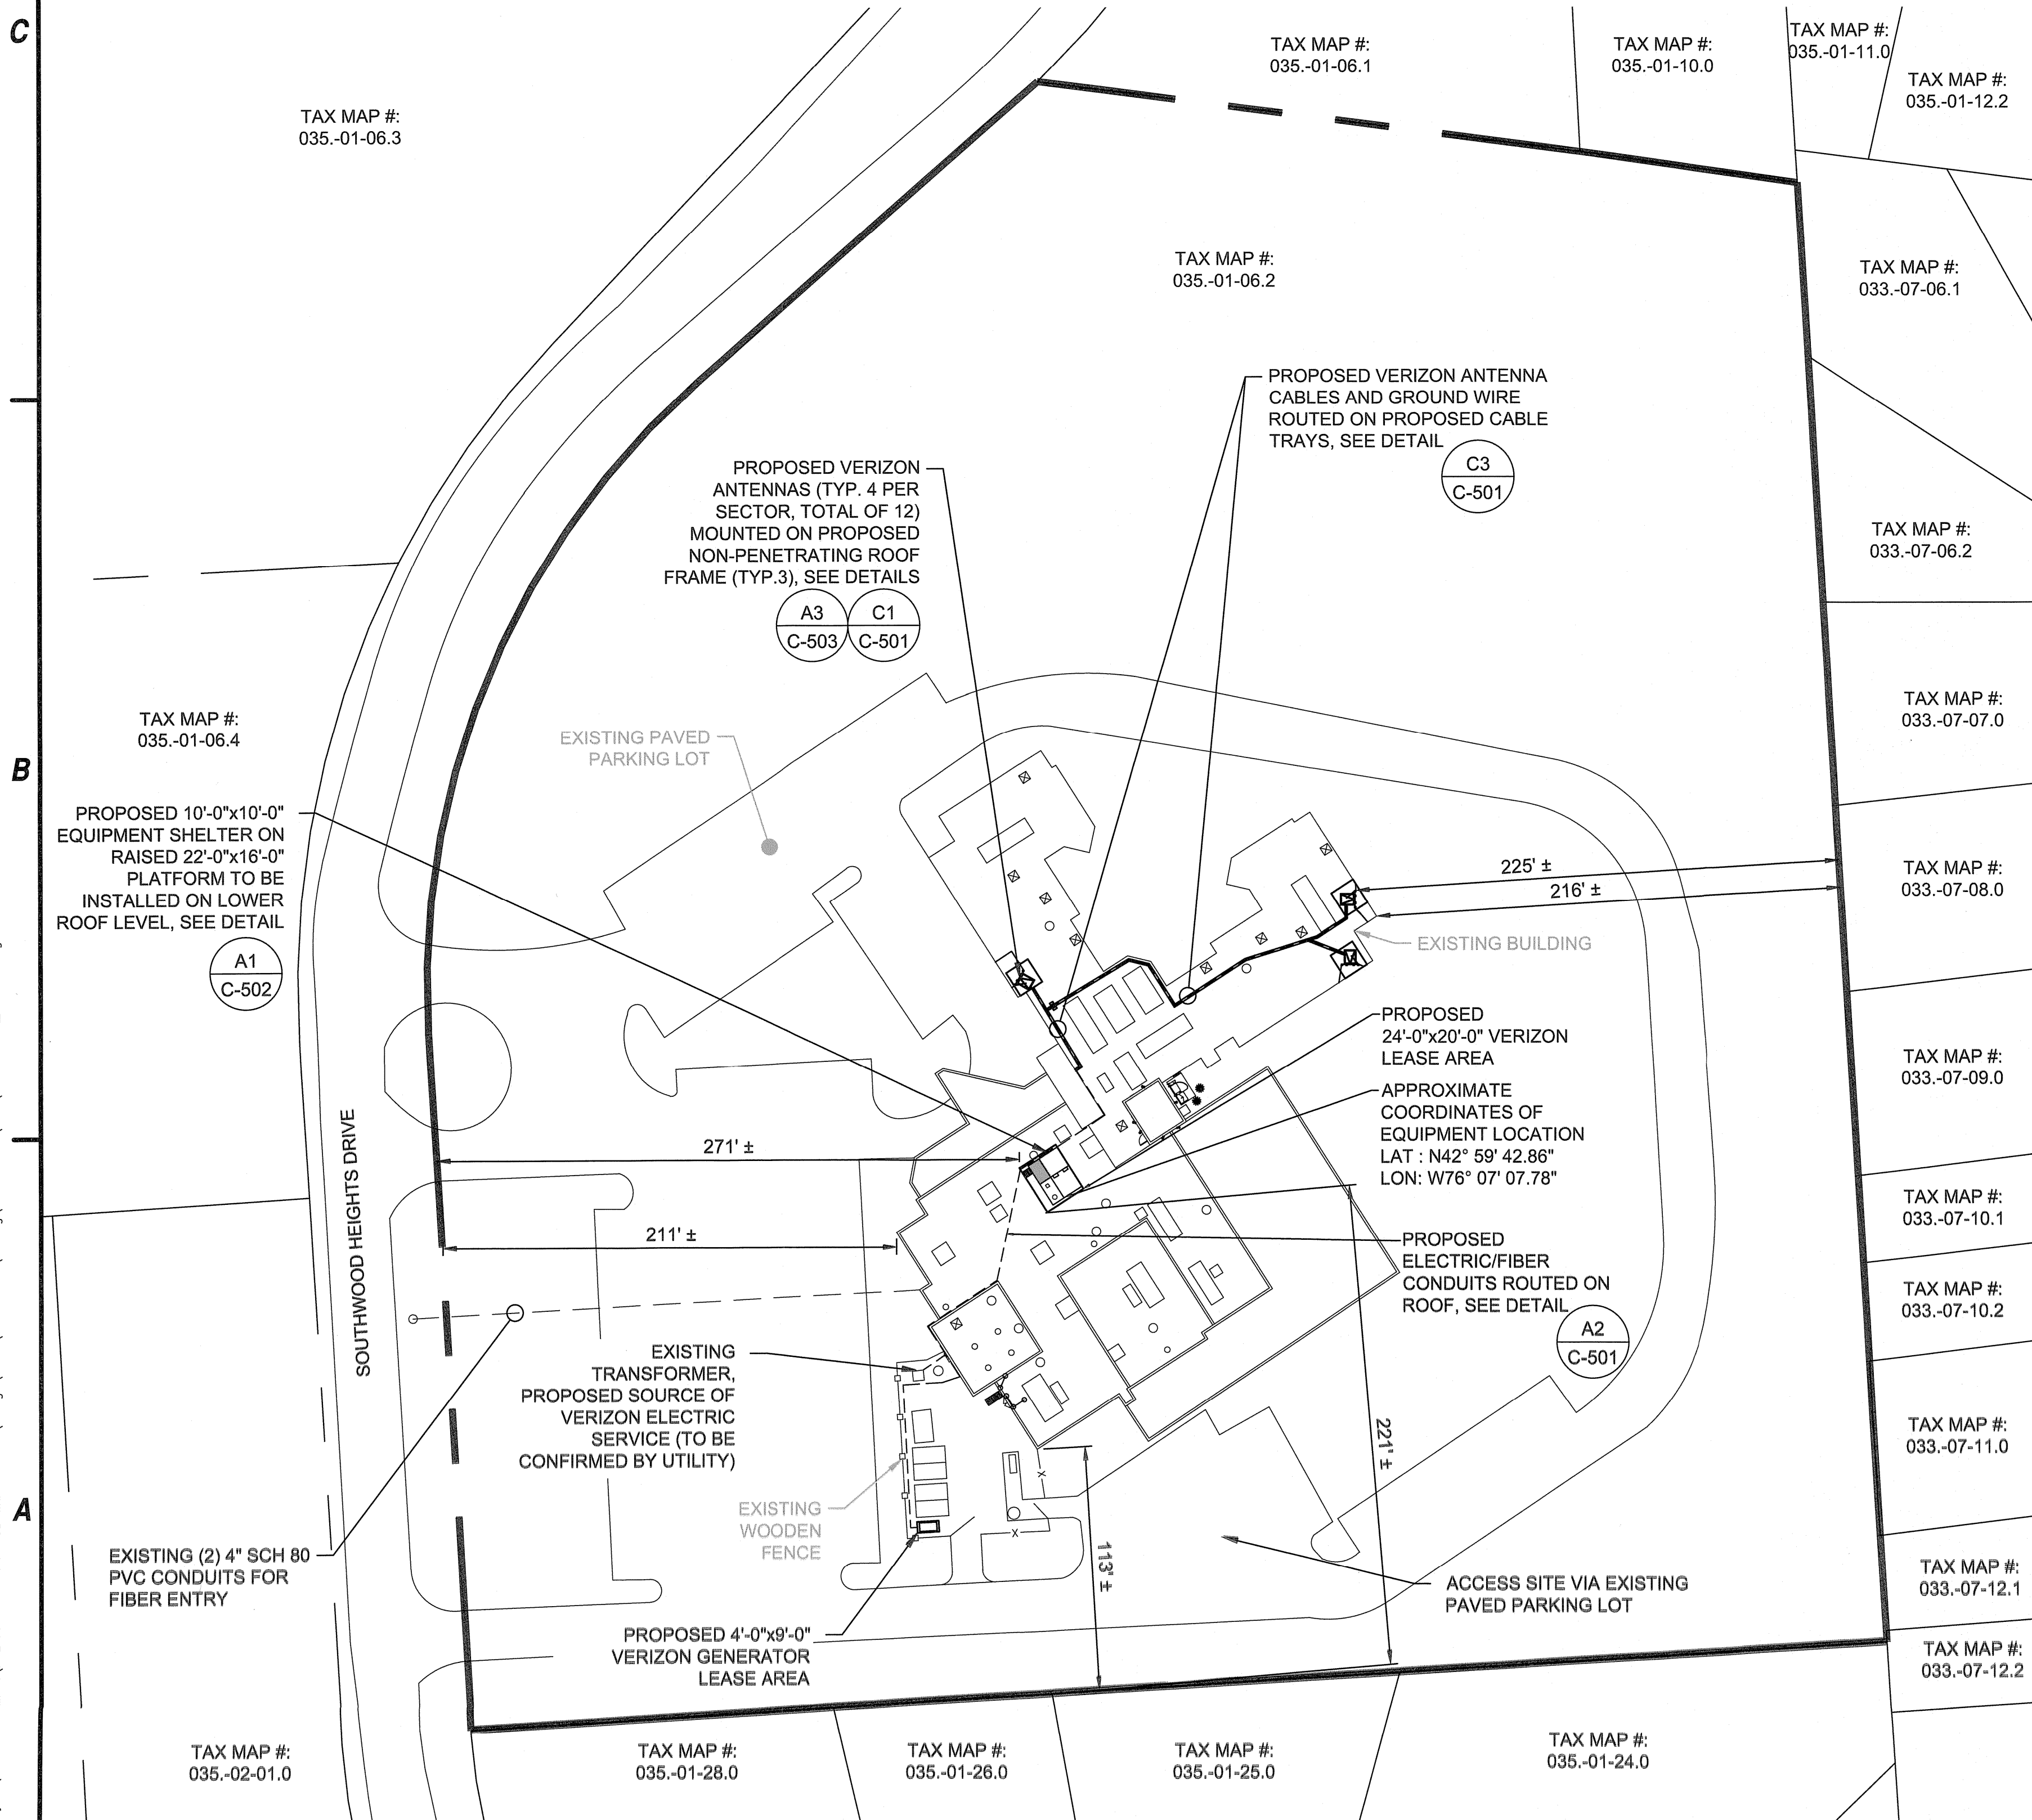 C
TAX MAP #:
035.-01-06.1
TAX MAP #:
035.-01-10.0
TAX MAP #:
035.-01-11.0
TAX MAP #:
035.-01-12.2
TAX MAP #:
035.-01-06.3
TAX MAP #:
035.-01-06.2
TAX MAP #:
033.-07-06.1
PROPOSED VERIZON ANTENNA
CABLES AND GROUND WIRE
ROUTED ON PROPOSED CABLE
TRAYS, SEE DETAIL
C3
C-501
PROPOSED VERIZON
ANTENNAS (TYP. 4 PER
SECTOR, TOTAL OF 12)
MOUNTED ON PROPOSED
NON-PENETRATING ROOF
FRAME (TYP.3), SEE DETAILS
A3
C-503
C1
C-501
TAX MAP #:
033.-07-06.2
TAX MAP #:
035.-01-06.4
EXISTING PAVED
PARKING LOT
TAX MAP #:
033.-07-07.0
B
PROPOSED 10'-0"x10'-0"
EQUIPMENT SHELTER ON
RAISED 22'-0"x16'-0"
PLATFORM TO BE
INSTALLED ON LOWER
ROOF LEVEL, SEE DETAIL
A1
C-502
225' ±
216' ±
TAX MAP #:
033.-07-08.0
EXISTING BUILDING
PROPOSED
24'-0"x20'-0" VERIZON
LEASE AREA
TAX MAP #:
033.-07-09.0
APPROXIMATE
COORDINATES OF
EQUIPMENT LOCATION
LAT : N42° 59' 42.86"
LON: W76° 07' 07.78"
271' ±
211' ±
SOUTHWOOD HEIGHTS DRIVE
TAX MAP #:
033.-07-10.1
PROPOSED
ELECTRIC/FIBER
CONDUITS ROUTED ON
ROOF, SEE DETAIL
A2
C-501
TAX MAP #:
033.-07-10.2
EXISTING
TRANSFORMER,
PROPOSED SOURCE OF
VERIZON ELECTRIC
SERVICE (TO BE
CONFIRMED BY UTILITY)
221' ±
TAX MAP #:
033.-07-11.0
A
EXISTING
WOODEN
FENCE
X
X
113' ±
EXISTING (2) 4" SCH 80
PVC CONDUITS FOR
FIBER ENTRY
ACCESS SITE VIA EXISTING
PAVED PARKING LOT
TAX MAP #:
033.-07-12.1
PROPOSED 4'-0"x9'-0"
VERIZON GENERATOR
LEASE AREA
TAX MAP #:
033.-07-12.2
TAX MAP #:
035.-02-01.0
TAX MAP #:
035.-01-28.0
TAX MAP #:
035.-01-26.0
TAX MAP #:
035.-01-25.0
TAX MAP #:
035.-01-24.0